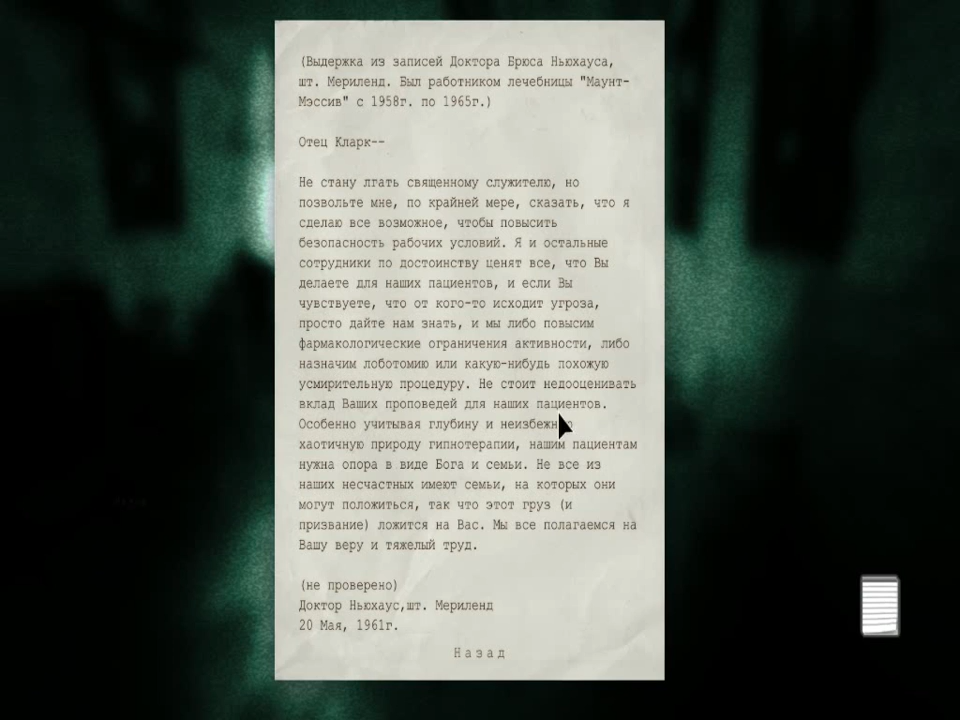 (Выдержка из записей Доктора Брюса Ньюхауса,
шт. Мериленд. Был работником лечебницы "Маунт-
Мэссив" с 1958г. по 1965г.)
Отец Кларк--
Не стану лгать священному служителю, но
позвольте мне, по крайней мере, сказать, что я
сделаю все возможное, чтобы повысить
безопасность рабочих условий. Я и остальные
сотрудники по достоинству ценят все, что Вы
делаете для наших пациентов, и если Вы
чувствуете, что от кого-то исходит угроза,
просто дайте нам знать, и мы либо повысим
фармакологические ограничения активности, либо
назначим лоботомию или какую-нибудь похожую
усмирительную процедуру. Не стоит недооценивать
вклад Ваших проповедей для наших пациентов.
Особенно учитывая глубину и
хаотичную природу гипнотерапии, нашим пациентам
нужна опора в виде Бога и семьи. Не все из
наших несчастных имеют семьи, на которых они
могут положиться, так что этот груз (и
призвание) ложится на Вас. Мы все полагаемся на
Вашу веру и тяжелый труд.
(не проверено)
Доктор Ньюхаус,шт. Мериленд
20 Мая, 1961г.
Назад